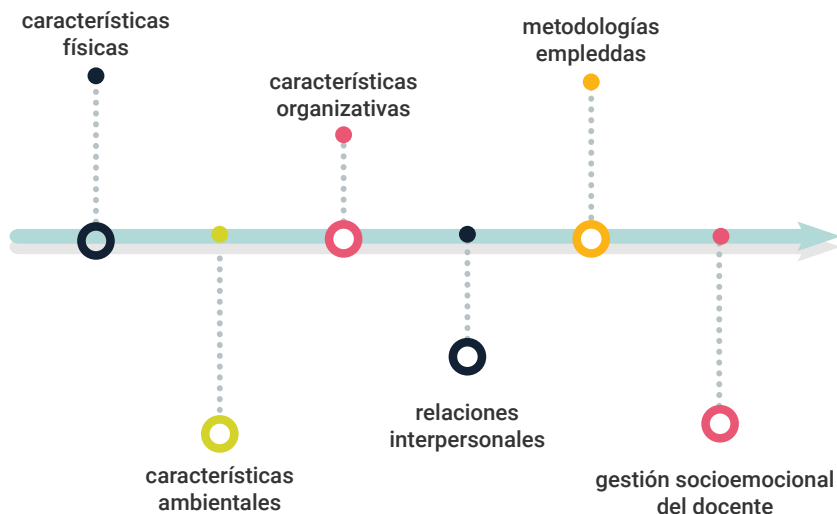 características
físicas
características
ambientales
características
organizativas
relaciones
interpersonales
metodologías
empleddas
gestión socioemocional
del docente